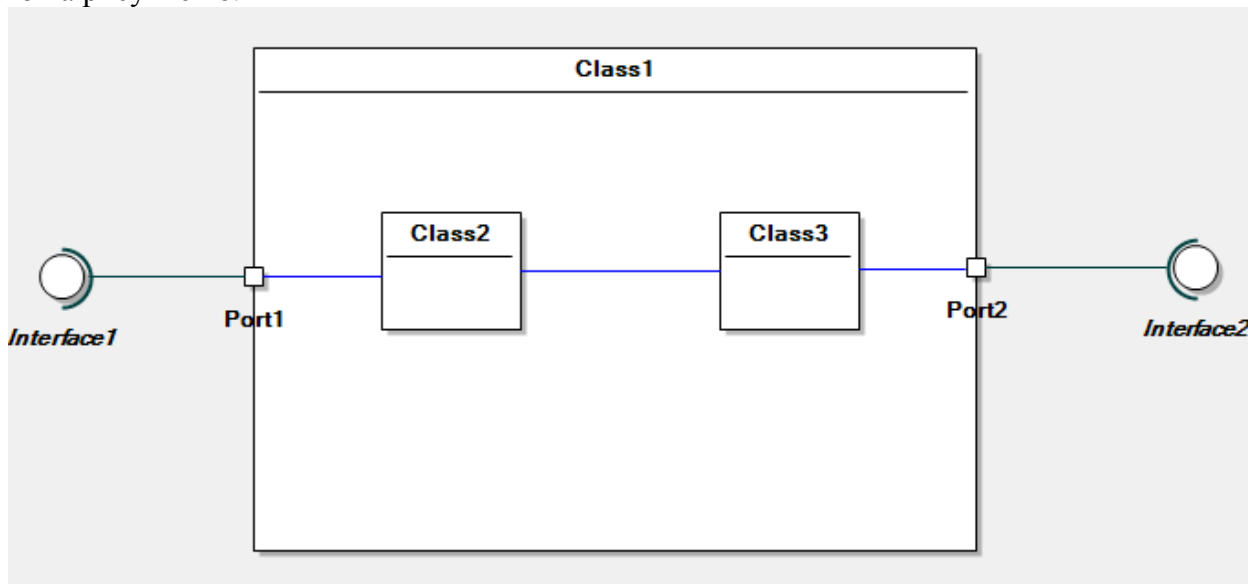 Class1
Class2
Class3
Port1
Port2
Interface1
Interface2